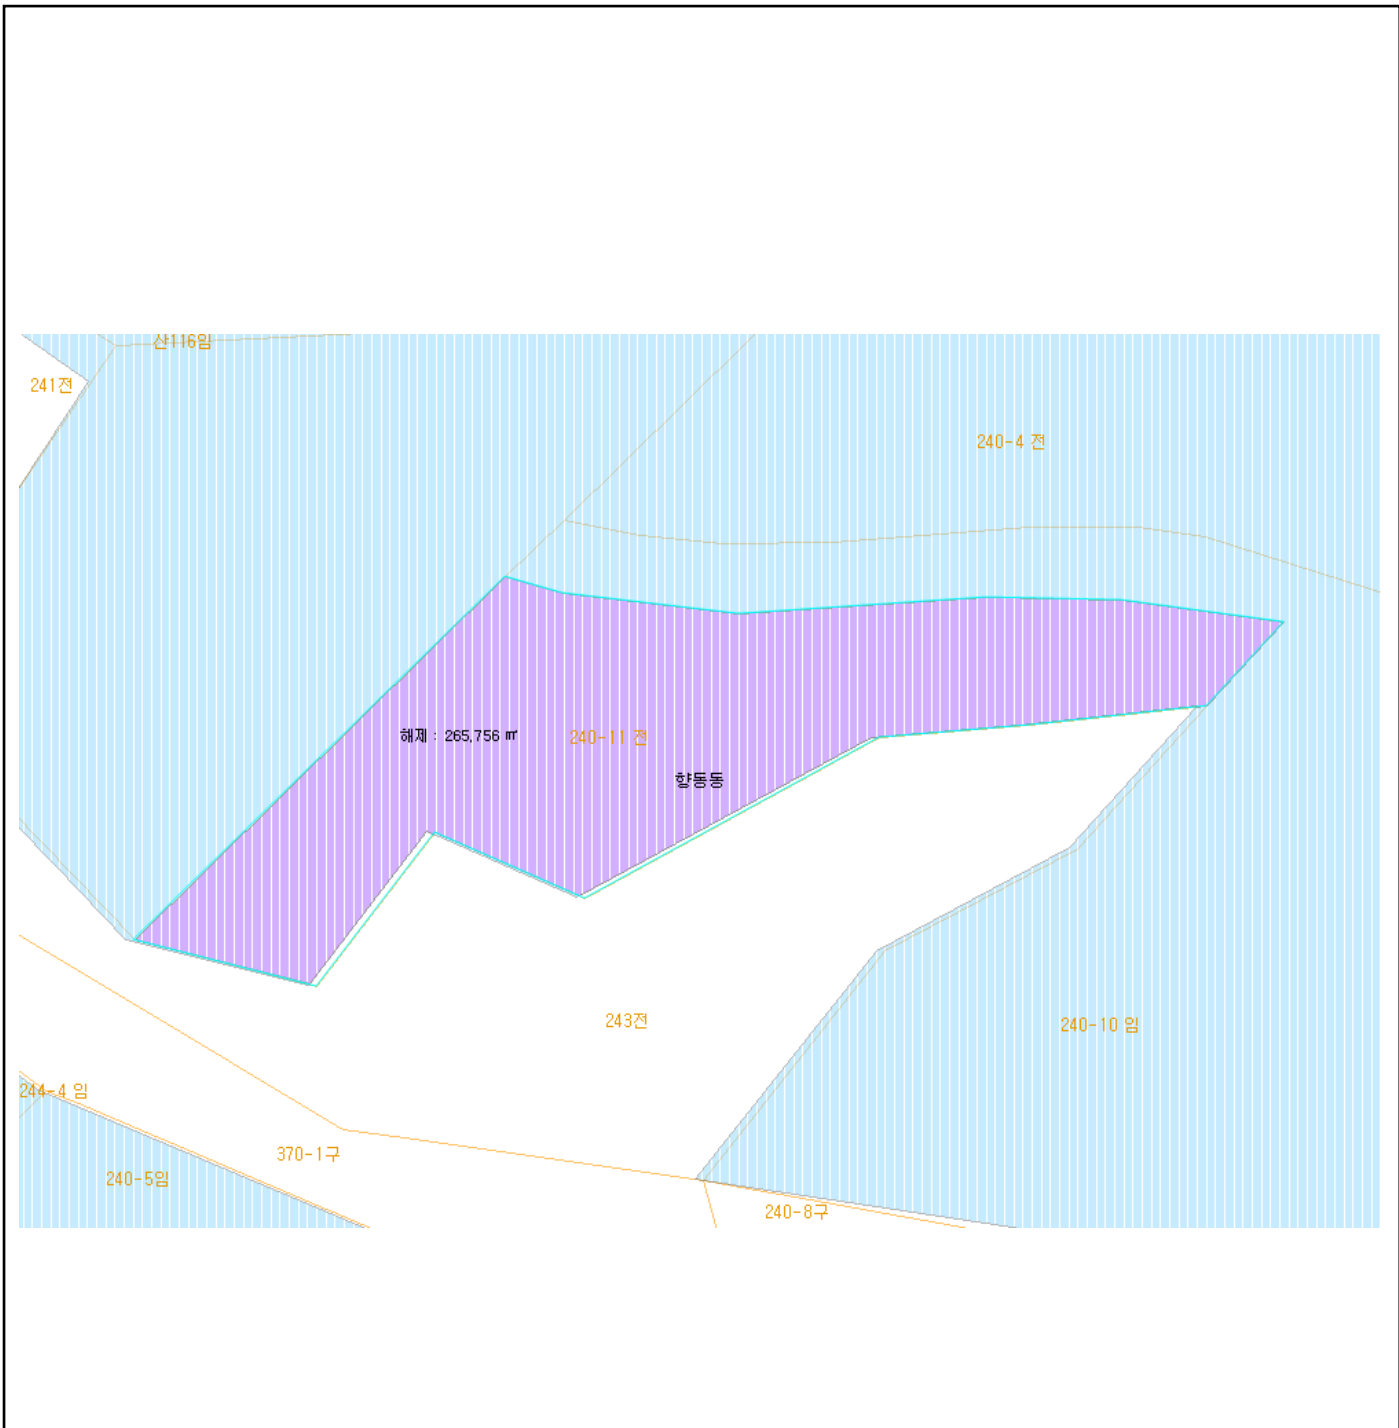 산116임
241전
240-4 전
해제 : 265,756 ㎡
240-11 전
향동동
243전
240-10 임
244-4 임
370-1구
240-5임
240-8구